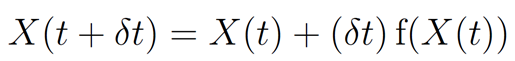 X(t + δt) = X(t) + (δt) f(X(t))